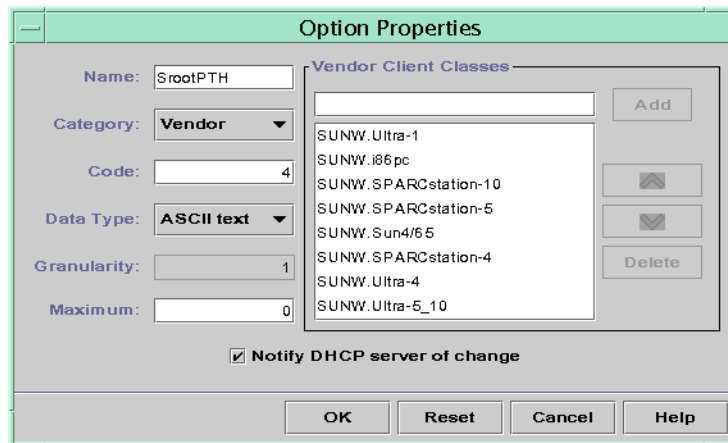 Option Properties
Name: SrootPTH
Category: Vendor
Code: 4
Data Type: ASCII text
Granularity: 1
Maximum: 0
Vendor Client Classes
Add
SUNW.Ultra-1
SUNW.i86pc
SUNW.SPARCstation-10
SUNW.SPARCstation-5
SUNW.Sun4/65
SUNW.SPARCstation-4
SUNW.Ultra-4
SUNW.Ultra-5_10
Delete
Notify DHCP server of change
OK Reset Cancel Help